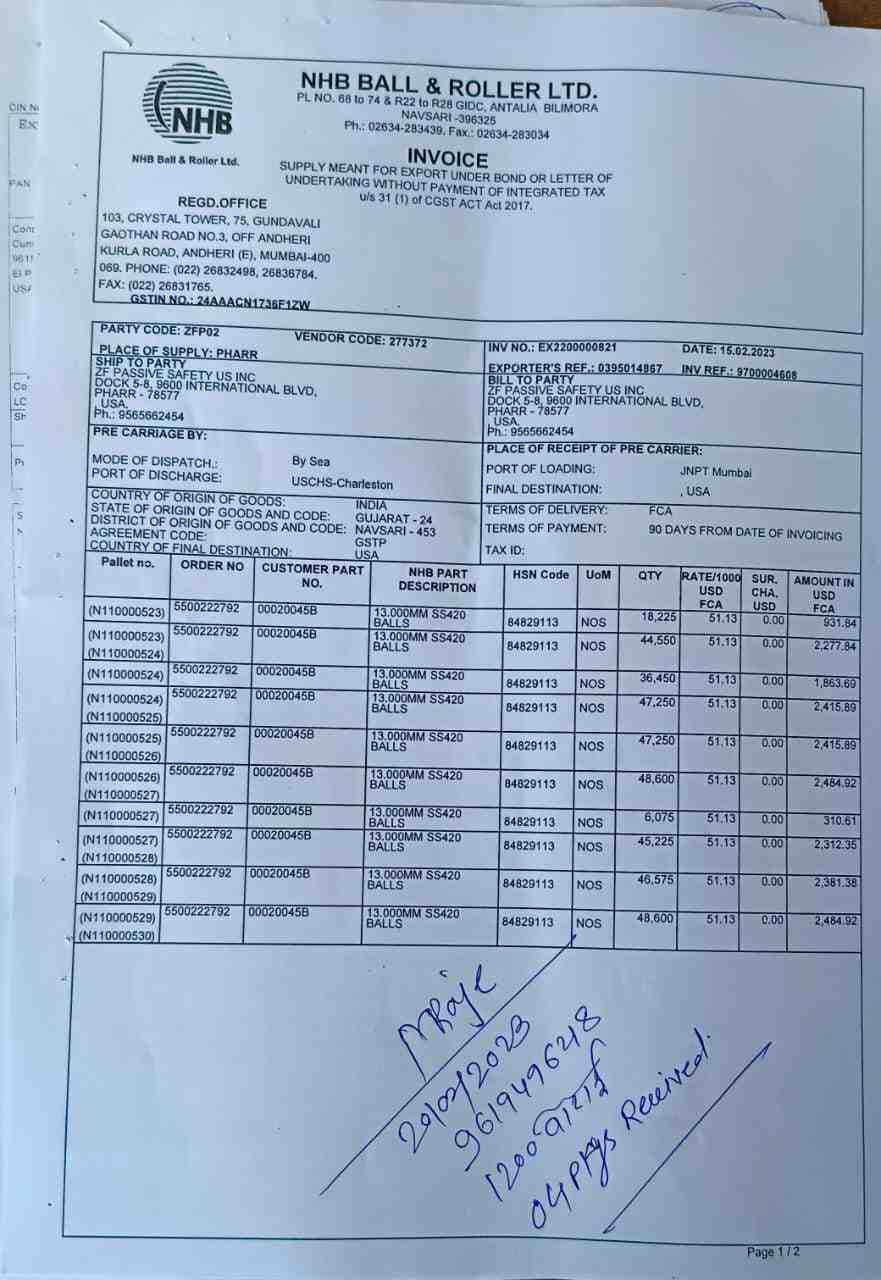 NHB
NHB Ball & Roller Ltd.
NHB BALL & ROLLER LTD.
PL NO. 68 to 74 & R22 to R28 GIDC, ANTALIA BILIMORA
NAVSARI -396325
Ph.: 02634-283439, Fax.: 02634-283034
INVOICE
SUPPLY MEANT FOR EXPORT UNDER BOND OR LETTER OF
UNDERTAKING WITHOUT PAYMENT OF INTEGRATED TAX
u/s 31 (1) of CGST ACT Act 2017.
REGD.OFFICE
103, CRYSTAL TOWER, 75, GUNDAVALI
GAOTHAN ROAD NO.3, OFF ANDHERI
KURLA ROAD, ANDHERI (E), MUMBAI-400
069. PHONE: (022) 26832498, 26836784.
FAX: (022) 26831765.
GSTIN NO.: 24AAACN1736F1ZW
PARTY CODE: ZFP02 VENDOR CODE: 277372
PLACE OF SUPPLY: PHARR
SHIP TO PARTY
ZF PASSIVE SAFETY US INC
DOCK 5-8, 9600 INTERNATIONAL BLVD,
PHARR - 78577
USA.
Ph.: 9565662454
INV NO.: EX2200000821 DATE: 15.02.2023
EXPORTER'S REF.: 0395014867 INV REF.: 9700004608
BILL TO PARTY
ZF PASSIVE SAFETY US INC
DOCK 5-8, 9600 INTERNATIONAL BLVD,
PHARR - 78577
USA.
Ph.: 9565662454
PRE CARRIAGE BY:
MODE OF DISPATCH.: By Sea
PORT OF DISCHARGE: USCHS-Charleston
PLACE OF RECEIPT OF PRE CARRIER:
PORT OF LOADING: JNPT Mumbai
FINAL DESTINATION: , USA
COUNTRY OF ORIGIN OF GOODS: INDIA
STATE OF ORIGIN OF GOODS AND CODE: GUJARAT - 24
DISTRICT OF ORIGIN OF GOODS AND CODE: NAVSARI - 453
AGREEMENT CODE: GSTP
COUNTRY OF FINAL DESTINATION: USA
TERMS OF DELIVERY: FCA
TERMS OF PAYMENT: 90 DAYS FROM DATE OF INVOICING
TAX ID:
Pallet no. ORDER NO CUSTOMER PART NO. NHB PART DESCRIPTION HSN Code UoM QTY RATE/1000 USD FCA SUR. CHA. USD AMOUNT IN USD FCA
(N110000523) 5500222792 00020045B 13.000MM SS420 BALLS 84829113 NOS 18,225 51.13 0.00 931.84
(N110000523) (N110000524) 5500222792 00020045B 13.000MM SS420 BALLS 84829113 NOS 44,550 51.13 0.00 2,277.84
(N110000524) 5500222792 00020045B 13.000MM SS420 BALLS 84829113 NOS 36,450 51.13 0.00 1,863.69
(N110000524) (N110000525) 5500222792 00020045B 13.000MM SS420 BALLS 84829113 NOS 47,250 51.13 0.00 2,415.89
(N110000525) (N110000526) 5500222792 00020045B 13.000MM SS420 BALLS 84829113 NOS 47,250 51.13 0.00 2,415.89
(N110000526) (N110000527) 5500222792 00020045B 13.000MM SS420 BALLS 84829113 NOS 48,600 51.13 0.00 2,484.92
(N110000527) 5500222792 00020045B 13.000MM SS420 BALLS 84829113 NOS 6,075 51.13 0.00 310.61
(N110000527) (N110000528) 5500222792 00020045B 13.000MM SS420 BALLS 84829113 NOS 45,225 51.13 0.00 2,312.35
(N110000528) (N110000529) 5500222792 00020045B 13.000MM SS420 BALLS 84829113 NOS 46,575 51.13 0.00 2,381.38
(N110000529) (N110000530) 5500222792 00020045B 13.000MM SS420 BALLS 84829113 NOS 48,600 51.13 0.00 2,484.92
20/02/2023
9619449648
1200 वाराई
04 Pkgs Received.
Page 1 / 2